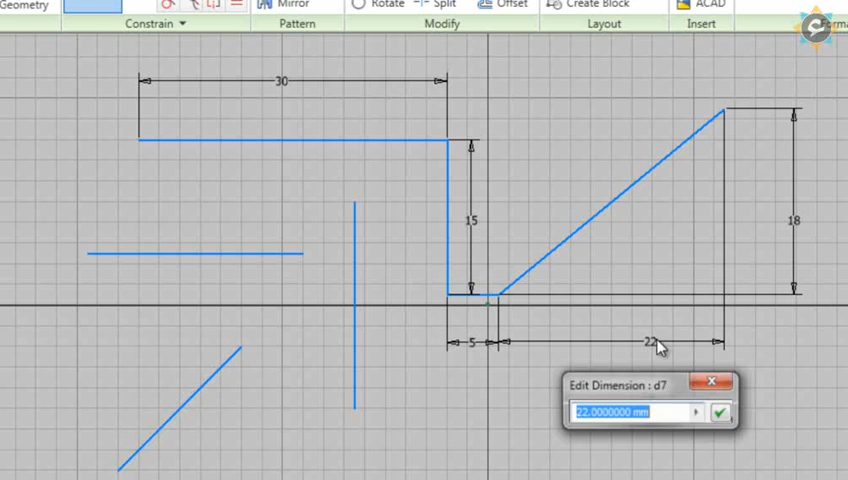 Geometry
Mirror
Rotate
Split
Offset
Create Block
ACAD
Constrain
Pattern
Modify
Layout
Insert
30
15
18
5
22
Edit Dimension : d7
22.0000000 mm